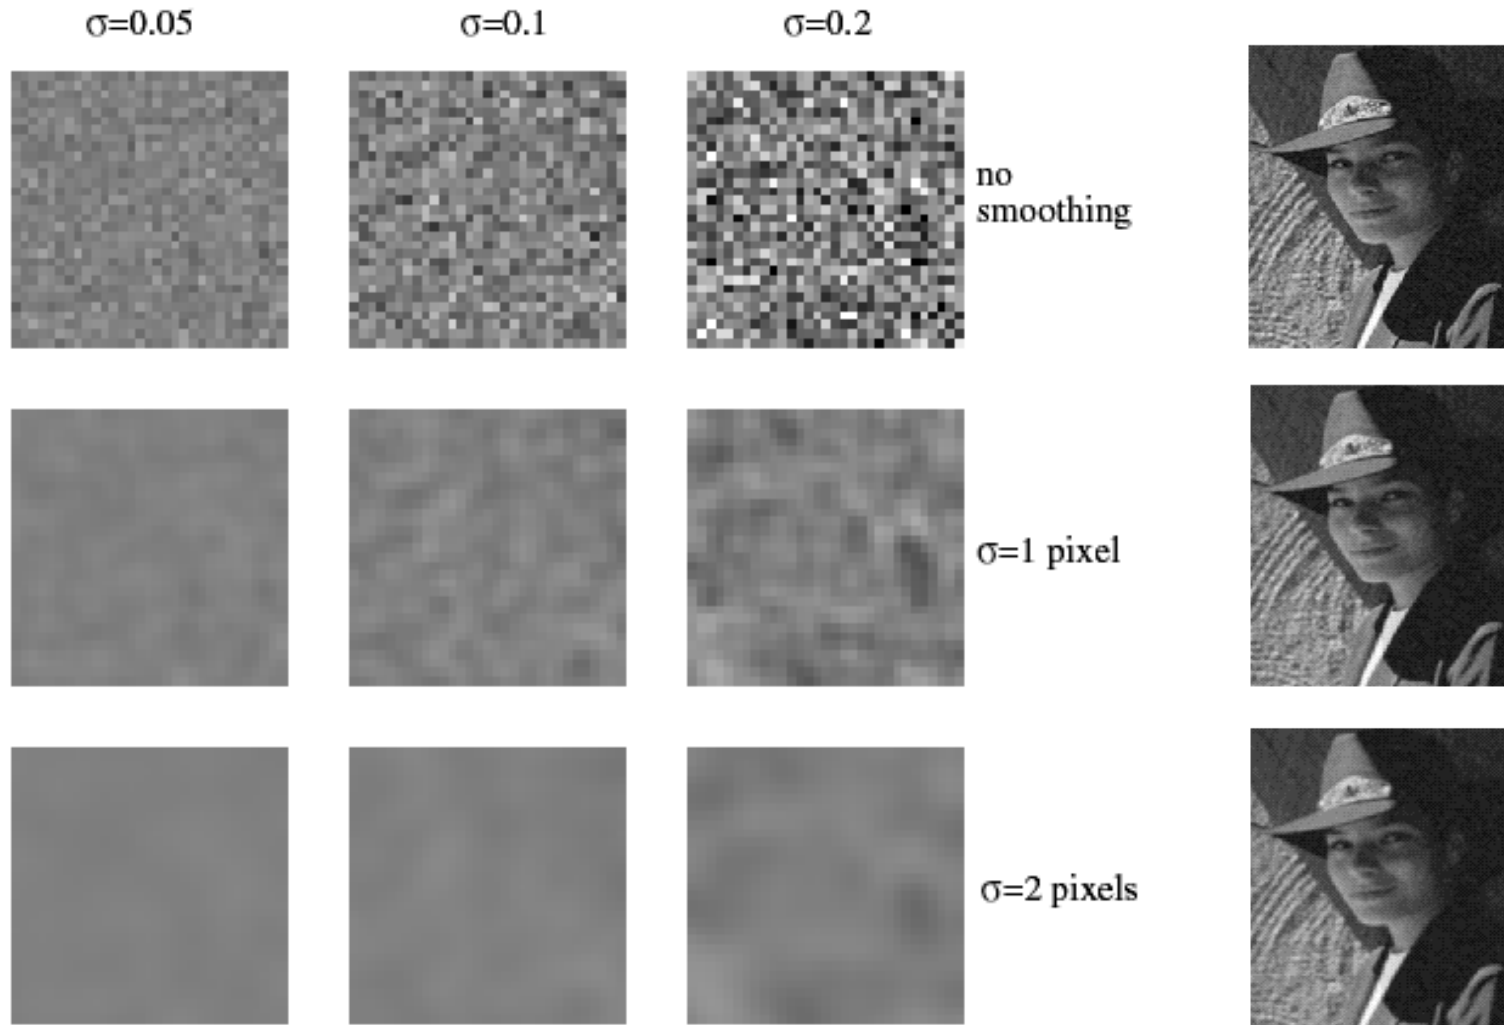 σ=0.05
σ=0.1
σ=0.2
no
smoothing
σ=1 pixel
σ=2 pixels